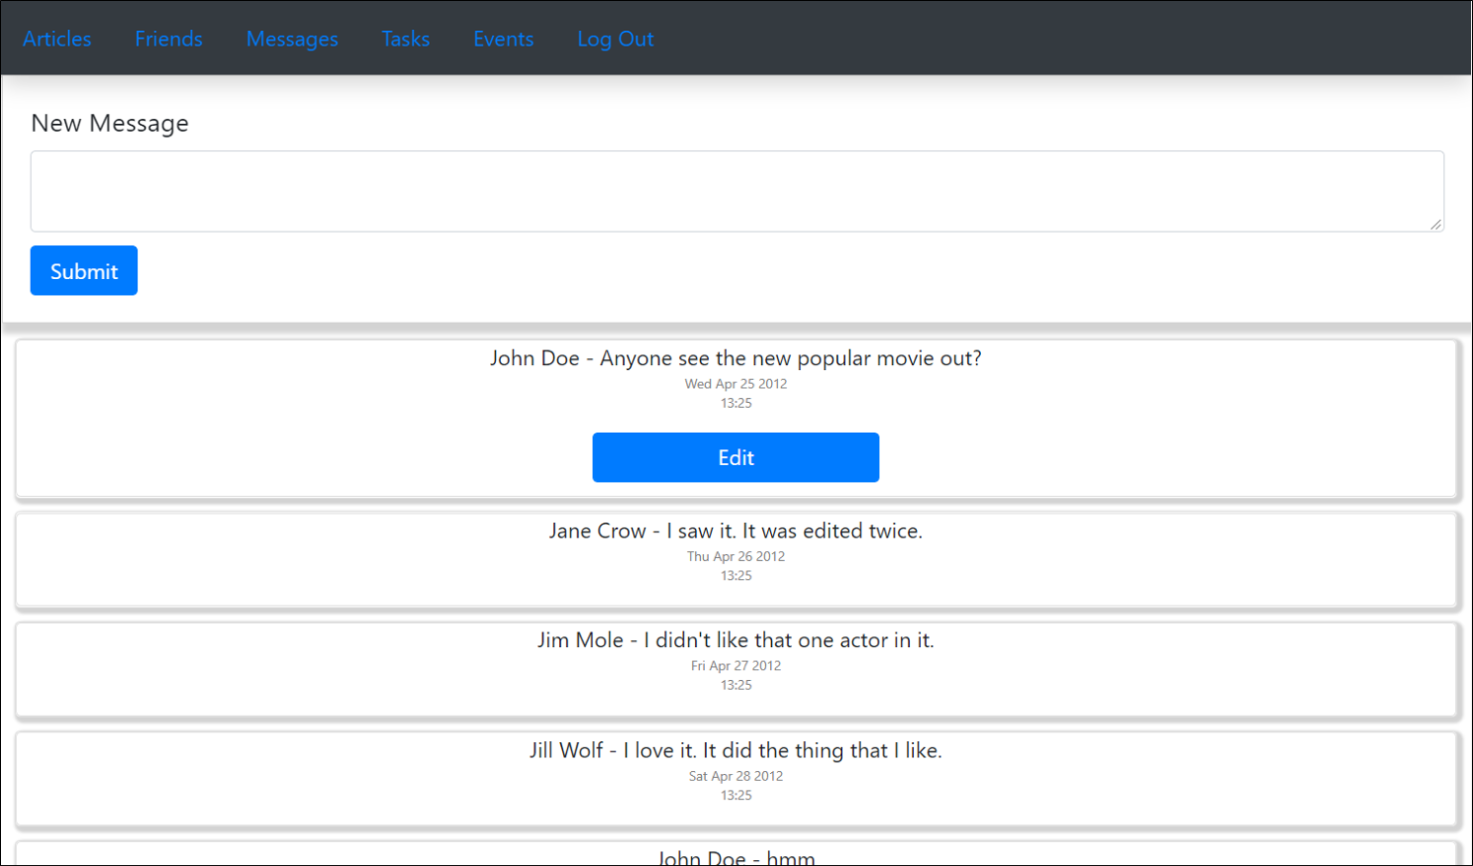 Articles Friends Messages Tasks Events Log Out
New Message
Submit
John Doe - Anyone see the new popular movie out?
Wed Apr 25 2012
13:25
Edit
Jane Crow - I saw it. It was edited twice.
Thu Apr 26 2012
13:25
Jim Mole - I didn't like that one actor in it.
Fri Apr 27 2012
13:25
Jill Wolf - I love it. It did the thing that I like.
Sat Apr 28 2012
13:25
John Doe - hmm